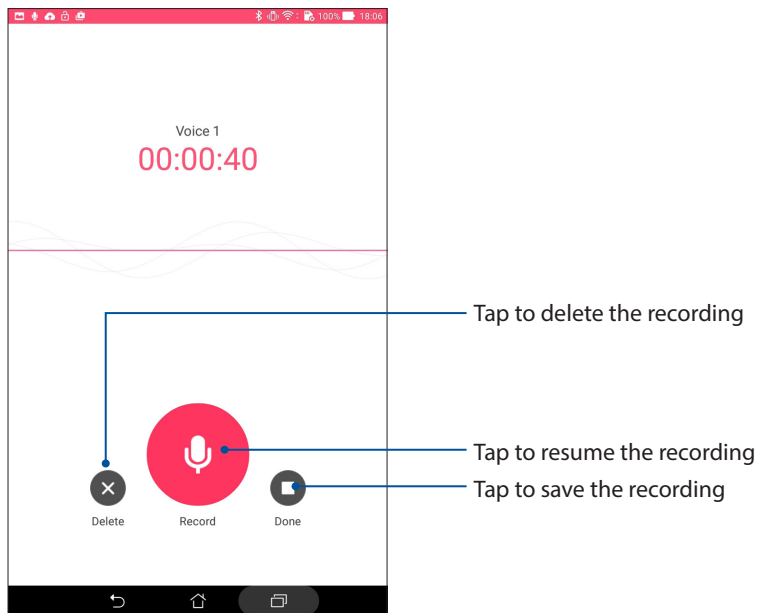 100% 18:06
Voice 1
00:00:40
Tap to delete the recording
Tap to resume the recording
Tap to save the recording
Delete Record Done